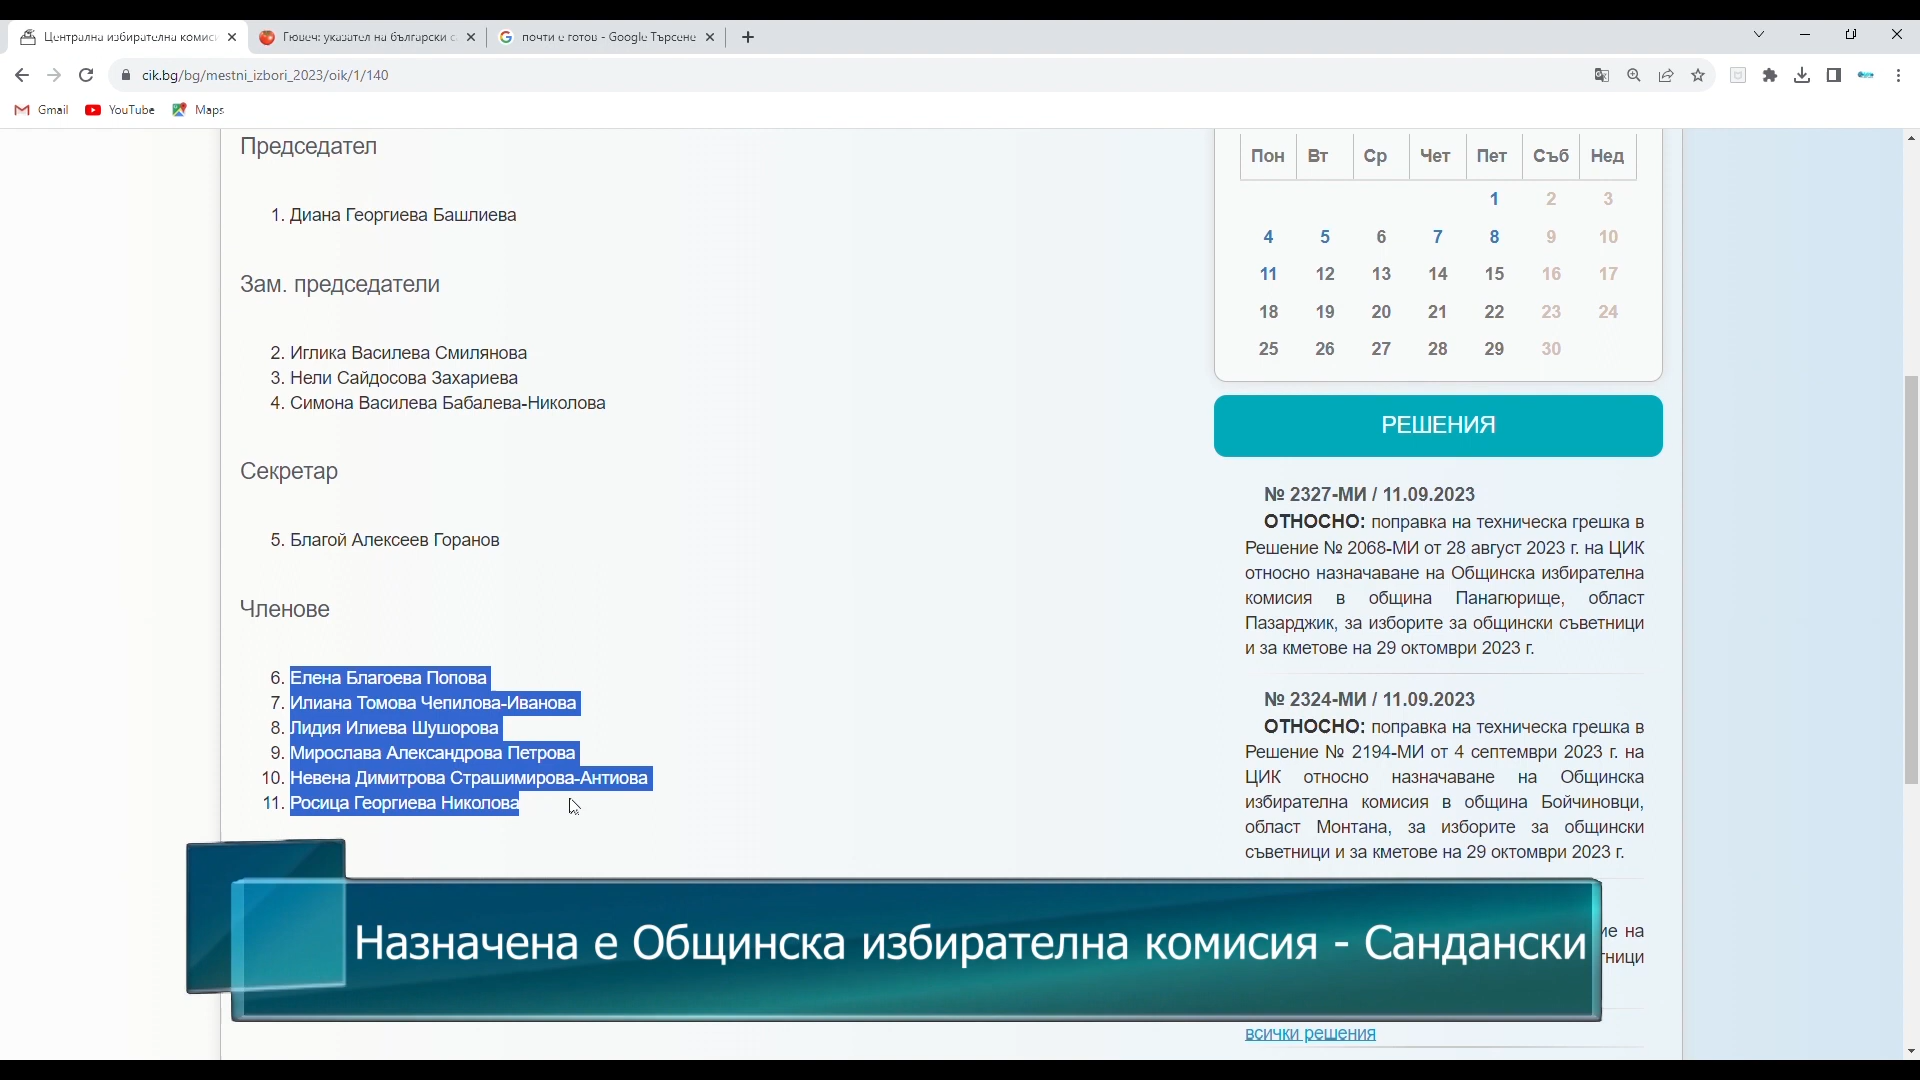 Централна избирателна комис
Гювеч: указател на български с
почти е готов - Google Търсене
cik.bg/bg/mestni_izbori_2023/oik/1/140
Gmail
YouTube
Maps
Председател
1. Диана Георгиева Башлиева
Зам. председатели
2. Иглика Василева Смилянова
3. Нели Сайдосова Захариева
4. Симона Василева Бабалева-Николова
Секретар
5. Благой Алексеев Горанов
Членове
6. Елена Благоева Попова
7. Илиана Томова Чепилова-Иванова
8. Лидия Илиева Шушорова
9. Мирослава Александрова Петрова
10. Невена Димитрова Страшимирова-Антиова
11. Росица Георгиева Николова
Пон Вт Ср Чет Пет Съб Нед
1 2 3
4 5 6 7 8 9 10
11 12 13 14 15 16 17
18 19 20 21 22 23 24
25 26 27 28 29 30
РЕШЕНИЯ
№ 2327-МИ / 11.09.2023
ОТНОСНО: поправка на техническа грешка в
Решение № 2068-МИ от 28 август 2023 г. на ЦИК
относно назначаване на Общинска избирателна
комисия в община Панагюрище, област
Пазарджик, за изборите за общински съветници
и за кметове на 29 октомври 2023 г.
№ 2324-МИ / 11.09.2023
ОТНОСНО: поправка на техническа грешка в
Решение № 2194-МИ от 4 септември 2023 г. на
ЦИК относно назначаване на Общинска
избирателна комисия в община Бойчиновци,
област Монтана, за изборите за общински
съветници и за кметове на 29 октомври 2023 г.
на
всички решения
Назначена е Общинска избирателна комисия - Сандански